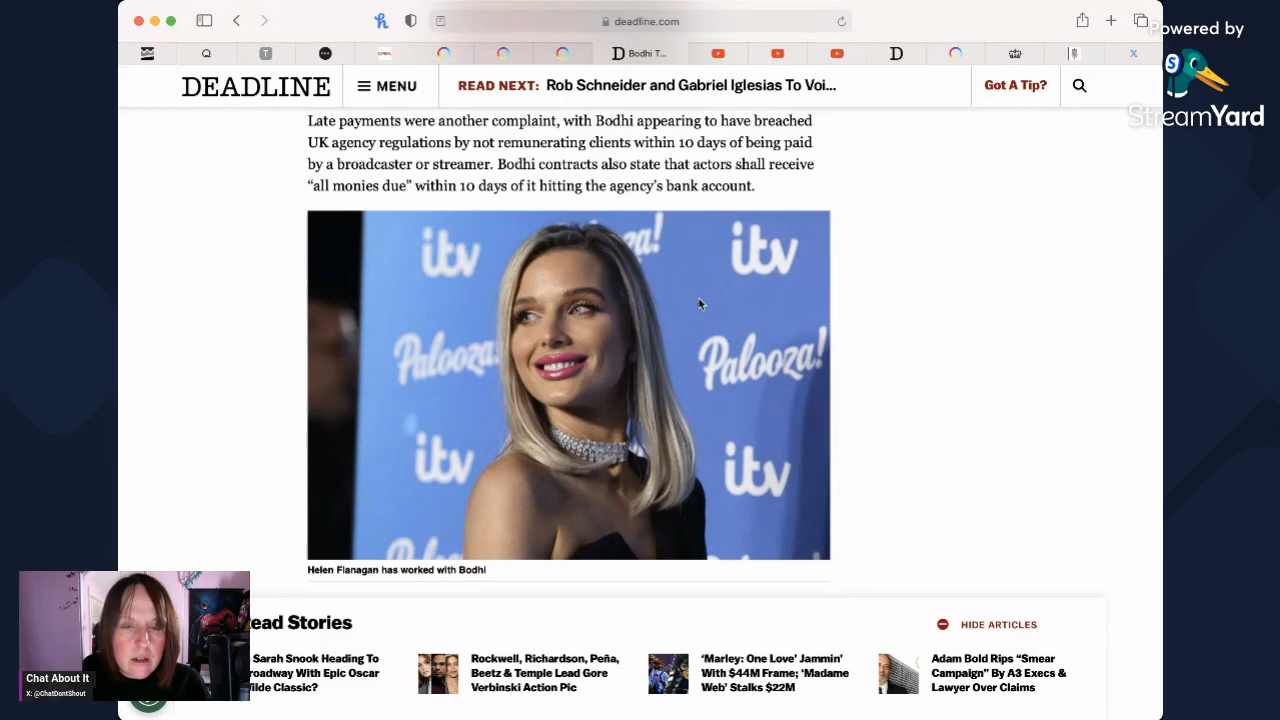 deadline.com
Powered by
StreamYard
D Bodhi T...
DEADLINE
MENU
READ NEXT: Rob Schneider and Gabriel Iglesias To Voi...
Got A Tip?
Late payments were another complaint, with Bodhi appearing to have breached
UK agency regulations by not remunerating clients within 10 days of being paid
by a broadcaster or streamer. Bodhi contracts also state that actors shall receive
“all monies due” within 10 days of it hitting the agency’s bank account.
itv
za!
itv
Palooza!
Palooza!
itv
itv
Helen Flanagan has worked with Bodhi
ead Stories
HIDE ARTICLES
Sarah Snook Heading To
roadway With Epic Oscar
ilde Classic?
Rockwell, Richardson, Peña,
Beetz & Temple Lead Gore
Verbinski Action Pic
‘Marley: One Love’ Jammin’
With $44M Frame; ‘Madame
Web’ Stalks $22M
Adam Bold Rips “Smear
Campaign” By A3 Execs &
Lawyer Over Claims
Chat About It
X: @ChatDontShout